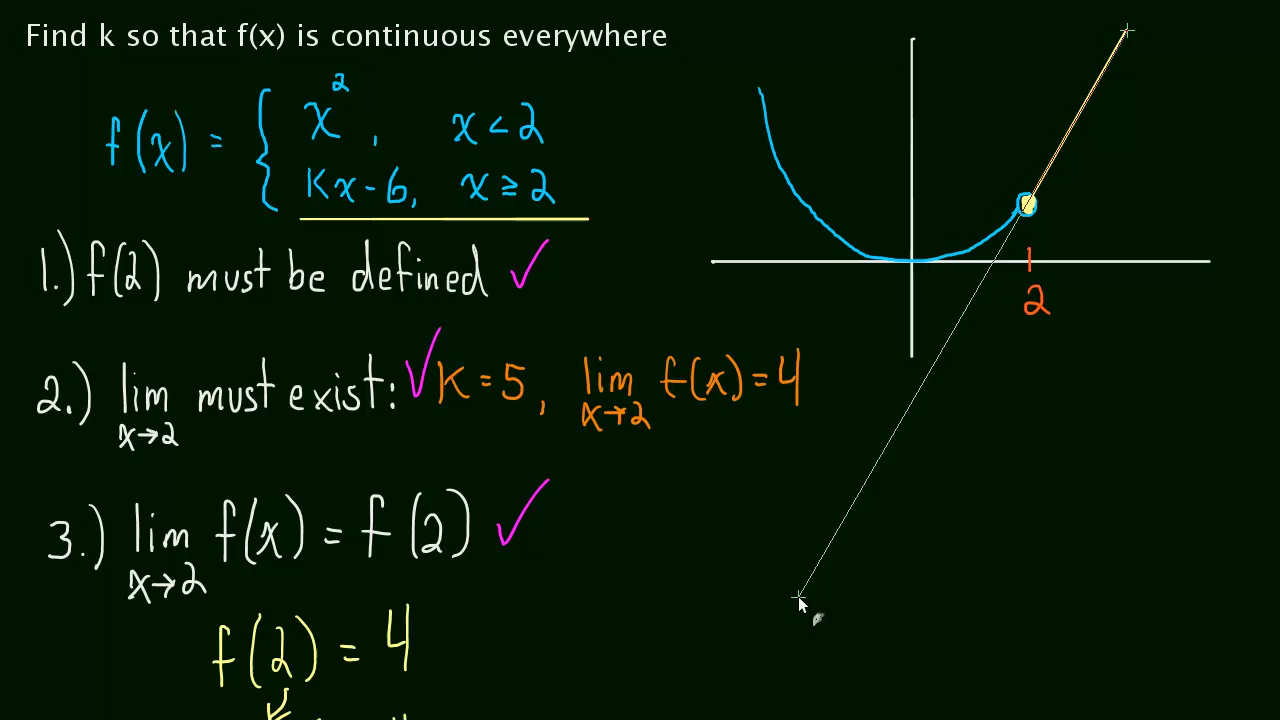 Find k so that f(x) is continuous everywhere
f(x) = { x², x < 2
kx - 6, x ≥ 2
1.) f(2) must be defined ✓
2.) lim x→2 must exist: ✓ k = 5, lim x→2 f(x) = 4
3.) lim x→2 f(x) = f(2) ✓
f(2) = 4
2